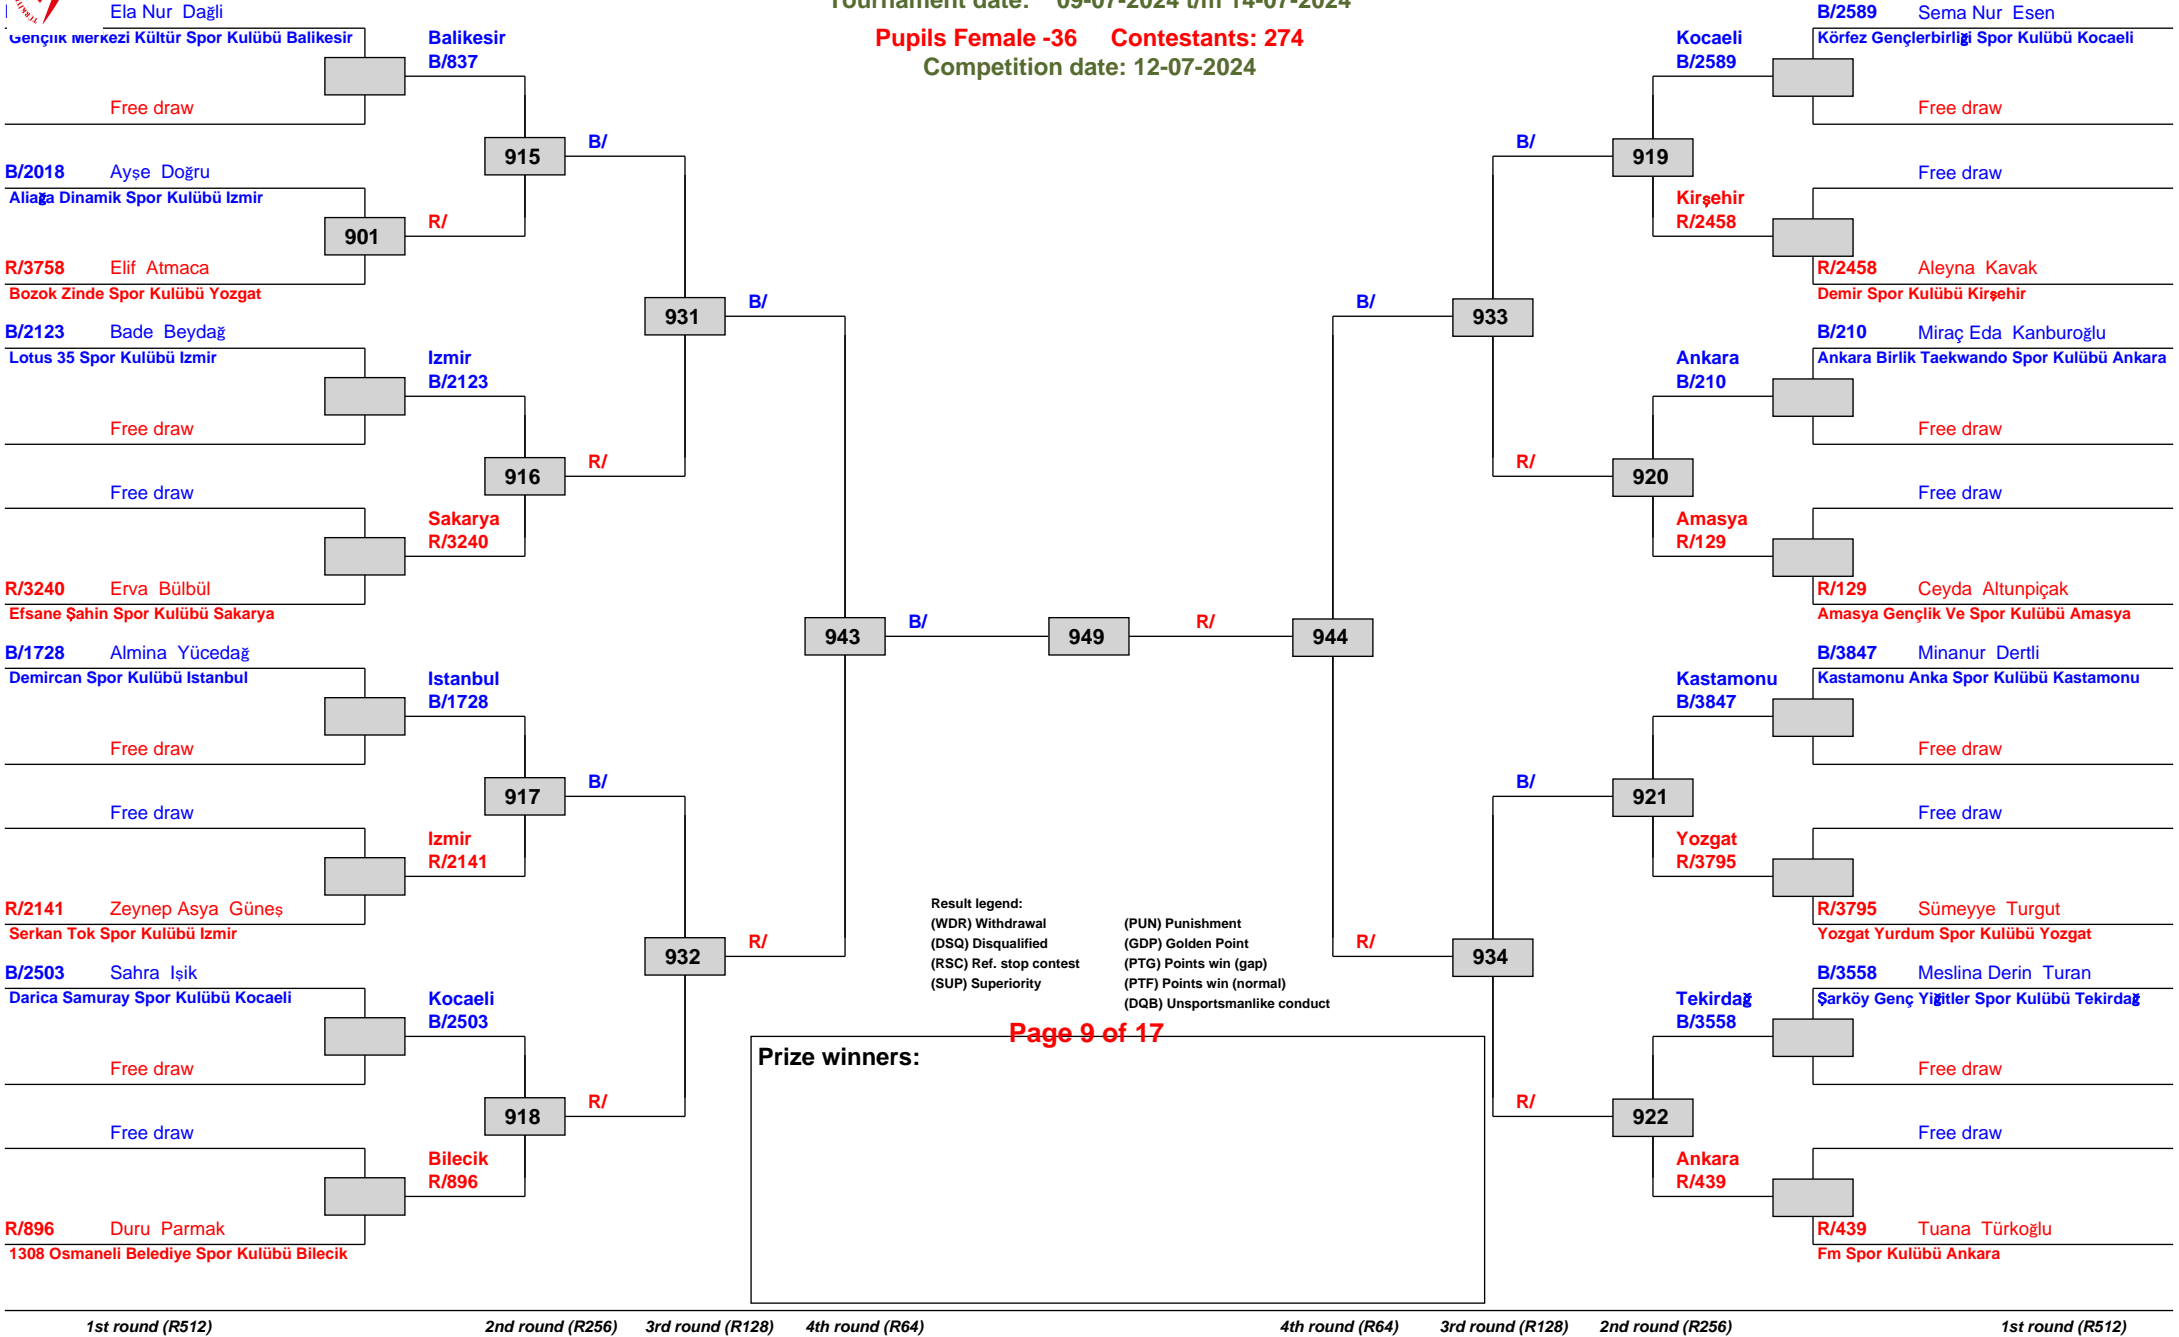 Tournament date: 09-07-2024 t/m 14-07-2024
Pupils Female -36 Contestants: 274
Competition date: 12-07-2024
Ela Nur Dağli
Gençlik Merkezi Kültür Spor Kulübü Balikesir
Free draw
B/2018 Ayşe Doğru
Aliağa Dinamik Spor Kulübü Izmir
R/3758 Elif Atmaca
Bozok Zinde Spor Kulübü Yozgat
B/2123 Bade Beydağ
Lotus 35 Spor Kulübü Izmir
Free draw
Free draw
R/3240 Erva Bülbül
Efsane Şahin Spor Kulübü Sakarya
B/1728 Almina Yücedağ
Demircan Spor Kulübü Istanbul
Free draw
Free draw
R/2141 Zeynep Asya Güneş
Serkan Tok Spor Kulübü Izmir
B/2503 Sahra Işik
Darica Samuray Spor Kulübü Kocaeli
Free draw
Free draw
R/896 Duru Parmak
1308 Osmaneli Belediye Spor Kulübü Bilecik
901
Balikesir
B/837
R/
Izmir
B/2123
Sakarya
R/3240
Istanbul
B/1728
Izmir
R/2141
Kocaeli
B/2503
Bilecik
R/896
915
916
917
918
B/
R/
B/
R/
931
932
B/
R/
943
B/
949
R/
944
B/
R/
933
934
B/
R/
B/
R/
919
920
921
922
Kocaeli
B/2589
Kirşehir
R/2458
Ankara
B/210
Amasya
R/129
Kastamonu
B/3847
Yozgat
R/3795
Tekirdağ
B/3558
Ankara
R/439
B/2589 Sema Nur Esen
Körfez Gençlerbirliği Spor Kulübü Kocaeli
Free draw
Free draw
R/2458 Aleyna Kavak
Demir Spor Kulübü Kirşehir
B/210 Miraç Eda Kanburoğlu
Ankara Birlik Taekwando Spor Kulübü Ankara
Free draw
Free draw
R/129 Ceyda Altunpiçak
Amasya Gençlik Ve Spor Kulübü Amasya
B/3847 Minanur Dertli
Kastamonu Anka Spor Kulübü Kastamonu
Free draw
Free draw
R/3795 Sümeyye Turgut
Yozgat Yurdum Spor Kulübü Yozgat
B/3558 Meslina Derin Turan
Şarköy Genç Yiğitler Spor Kulübü Tekirdağ
Free draw
Free draw
R/439 Tuana Türkoğlu
Fm Spor Kulübü Ankara
Result legend:
(WDR) Withdrawal (PUN) Punishment
(DSQ) Disqualified (GDP) Golden Point
(RSC) Ref. stop contest (PTG) Points win (gap)
(SUP) Superiority (PTF) Points win (normal)
(DQB) Unsportsmanlike conduct
Page 9 of 17
Prize winners:
1st round (R512) 2nd round (R256) 3rd round (R128) 4th round (R64) 4th round (R64) 3rd round (R128) 2nd round (R256) 1st round (R512)